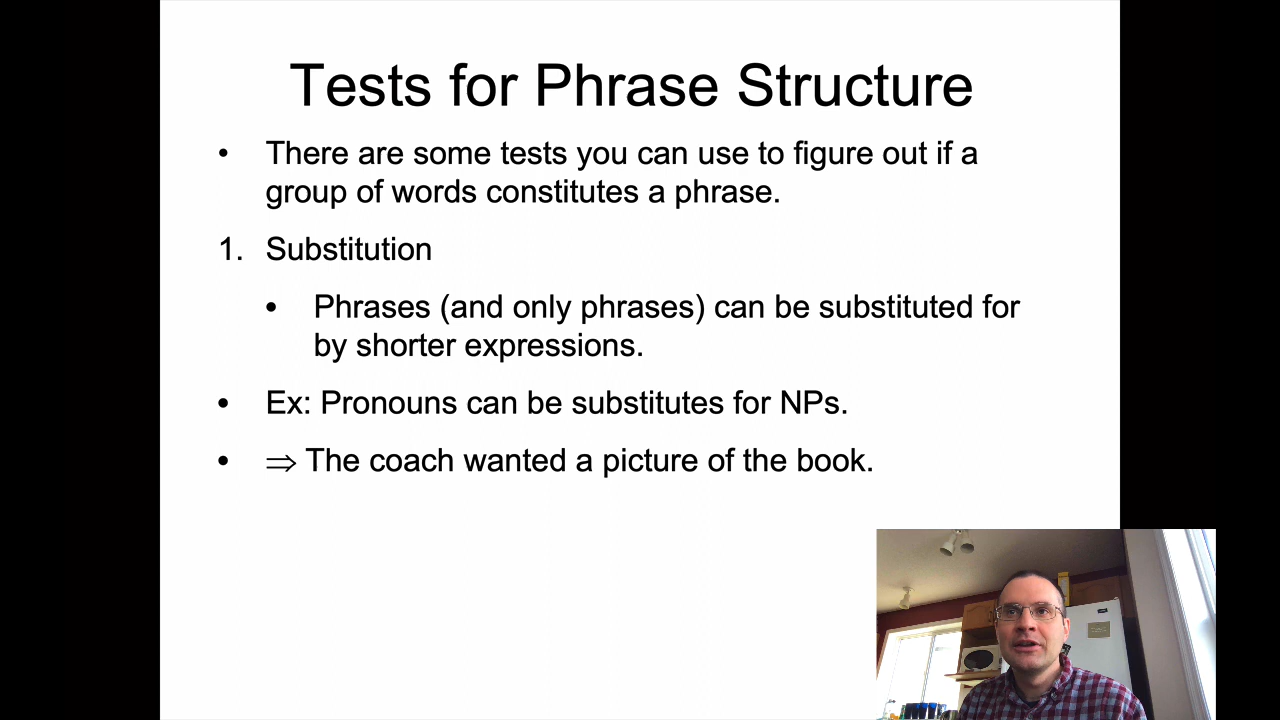 Tests for Phrase Structure
• There are some tests you can use to figure out if a
group of words constitutes a phrase.
1. Substitution
• Phrases (and only phrases) can be substituted for
by shorter expressions.
• Ex: Pronouns can be substitutes for NPs.
• ⇒ The coach wanted a picture of the book.